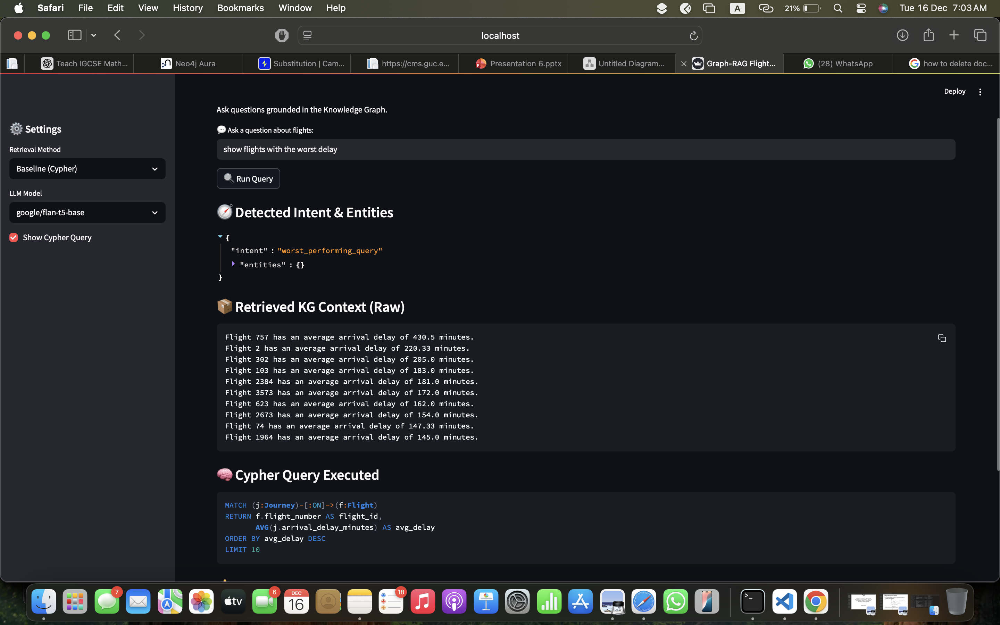 Safari File Edit View History Bookmarks Window Help A 21% Tue 16 Dec 7:03 AM
localhost
Teach IGCSE Math... Neo4j Aura Substitution | Cam... https://cms.guc.e... Presentation 6.pptx Untitled Diagram... Graph-RAG Flight... (28) WhatsApp how to delete doc...
Deploy
Settings
Retrieval Method
Baseline (Cypher)
LLM Model
google/flan-t5-base
Show Cypher Query
Ask questions grounded in the Knowledge Graph.
Ask a question about flights:
show flights with the worst delay
Run Query
Detected Intent & Entities
{
"intent" : "worst_performing_query"
"entities" : {}
}
Retrieved KG Context (Raw)
Flight 757 has an average arrival delay of 430.5 minutes.
Flight 2 has an average arrival delay of 220.33 minutes.
Flight 302 has an average arrival delay of 205.0 minutes.
Flight 103 has an average arrival delay of 183.0 minutes.
Flight 2384 has an average arrival delay of 181.0 minutes.
Flight 3573 has an average arrival delay of 172.0 minutes.
Flight 623 has an average arrival delay of 162.0 minutes.
Flight 2673 has an average arrival delay of 154.0 minutes.
Flight 74 has an average arrival delay of 147.33 minutes.
Flight 1964 has an average arrival delay of 145.0 minutes.
Cypher Query Executed
MATCH (j:Journey)-[:ON]->(f:Flight)
RETURN f.flight_number AS flight_id,
AVG(j.arrival_delay_minutes) AS avg_delay
ORDER BY avg_delay DESC
LIMIT 10
7 tv 6 DEC 16 18